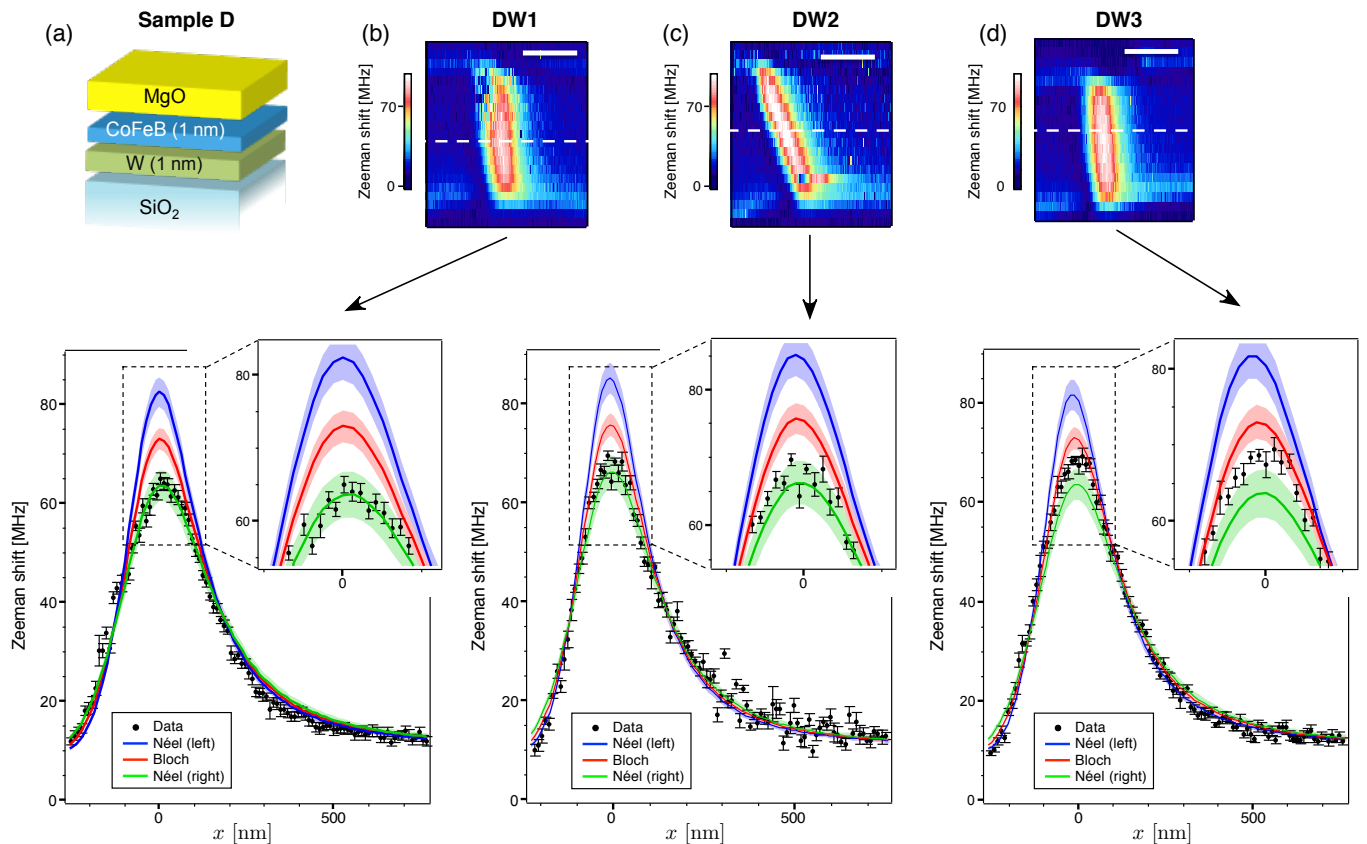 Sample D
DW1
DW2
DW3
(a)
MgO
CoFeB (1 nm)
W (1 nm)
SiO2
(b)
Zeeman shift [MHz]
70
0
(c)
Zeeman shift [MHz]
70
0
(d)
Zeeman shift [MHz]
70
0
Zeeman shift [MHz]
80
60
40
20
0
80
60
0
Data
Néel (left)
Bloch
Néel (right)
0
500
x [nm]
Zeeman shift [MHz]
80
60
40
20
0
80
60
0
Data
Néel (left)
Bloch
Néel (right)
0
500
x [nm]
Zeeman shift [MHz]
80
60
40
20
0
80
60
0
Data
Néel (left)
Bloch
Néel (right)
0
500
x [nm]